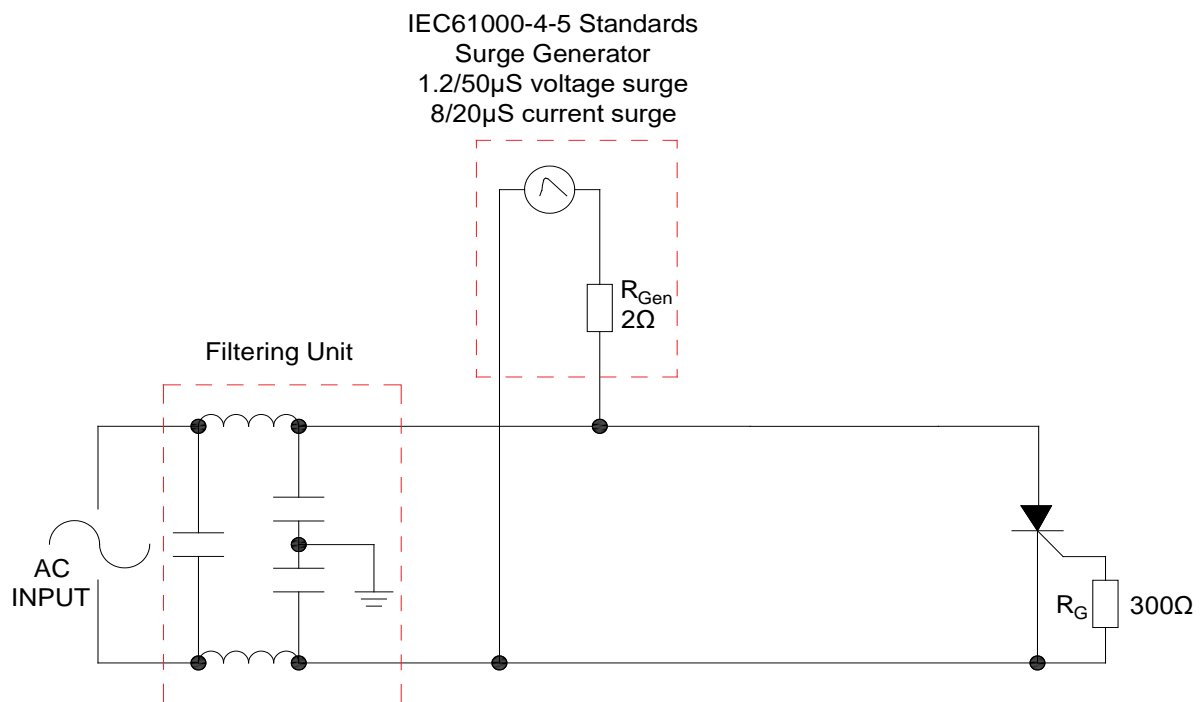 IEC61000-4-5 Standards
Surge Generator
1.2/50µS voltage surge
8/20µS current surge
R_Gen
2Ω
Filtering Unit
AC
INPUT
R_G
300Ω